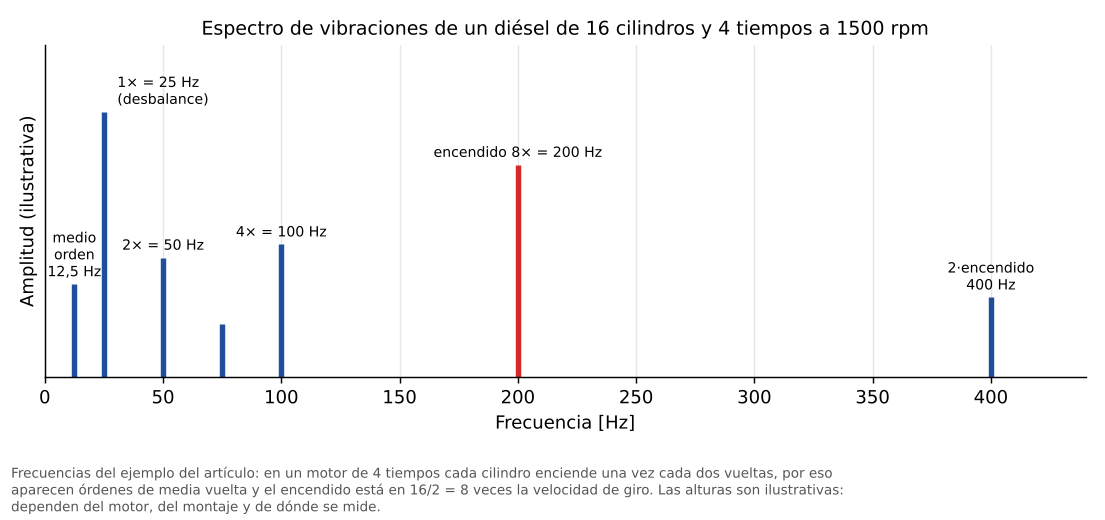 Espectro de vibraciones de un diésel de 16 cilindros y 4 tiempos a 1500 rpm
Amplitud (ilustrativa)
1× = 25 Hz
(desbalance)
encendido 8× = 200 Hz
medio
orden
12,5 Hz
2× = 50 Hz
4× = 100 Hz
2·encendido
400 Hz
0
50
100
150
200
250
300
350
400
Frecuencia [Hz]
Frecuencias del ejemplo del artículo: en un motor de 4 tiempos cada cilindro enciende una vez cada dos vueltas, por eso
aparecen órdenes de media vuelta y el encendido está en 16/2 = 8 veces la velocidad de giro. Las alturas son ilustrativas:
dependen del motor, del montaje y de dónde se mide.